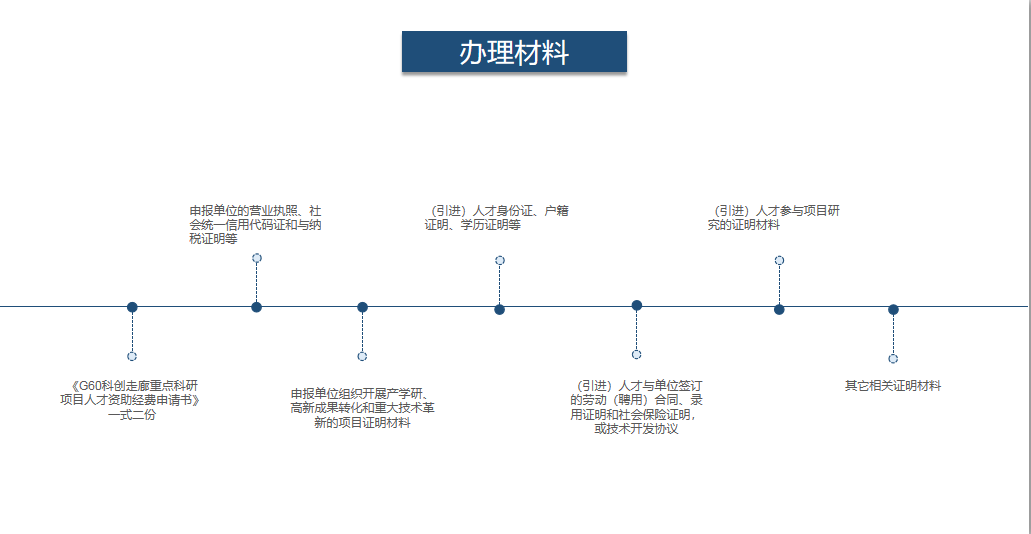 办理材料
申报单位的营业执照、社
会统一信用代码证和与纳
税证明等
（引进）人才身份证、户籍
证明、学历证明等
（引进）人才参与项目研
究的证明材料
《G60科创走廊重点科研
项目人才资助经费申请书》
一式二份
申报单位组织开展产学研、
高新成果转化和重大技术革
新的项目证明材料
（引进）人才与单位签订
的劳动（聘用）合同、录
用证明和社会保险证明，
或技术开发协议
其它相关证明材料